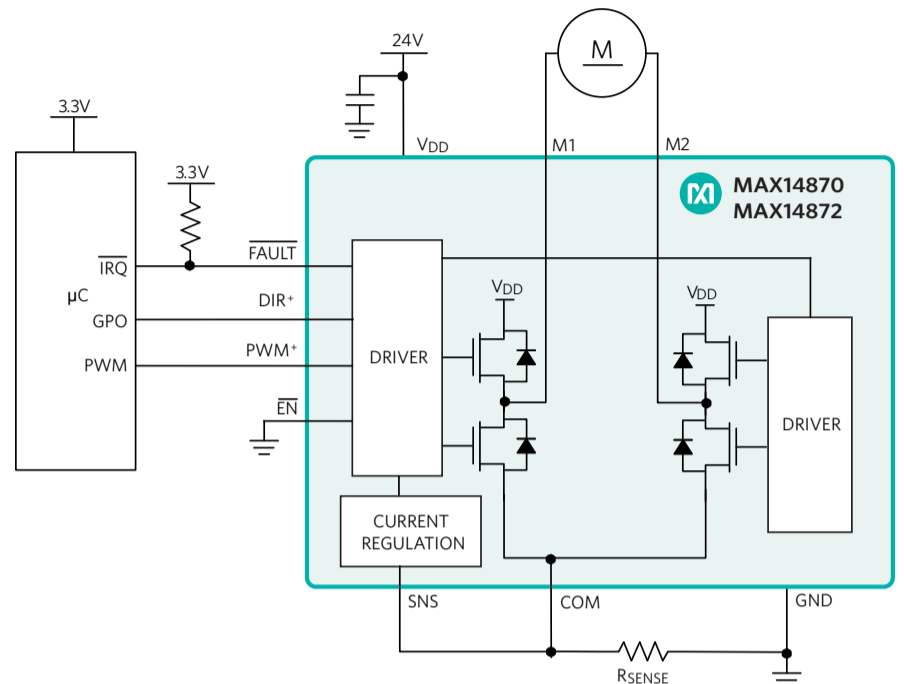 24V
M
3.3V
VDD
M1
M2
3.3V
MAX14870
MAX14872
FAULT
IRQ
µC
DIR+
VDD
VDD
GPO
PWM+
PWM
DRIVER
EN
DRIVER
CURRENT
REGULATION
SNS
COM
GND
RSENSE